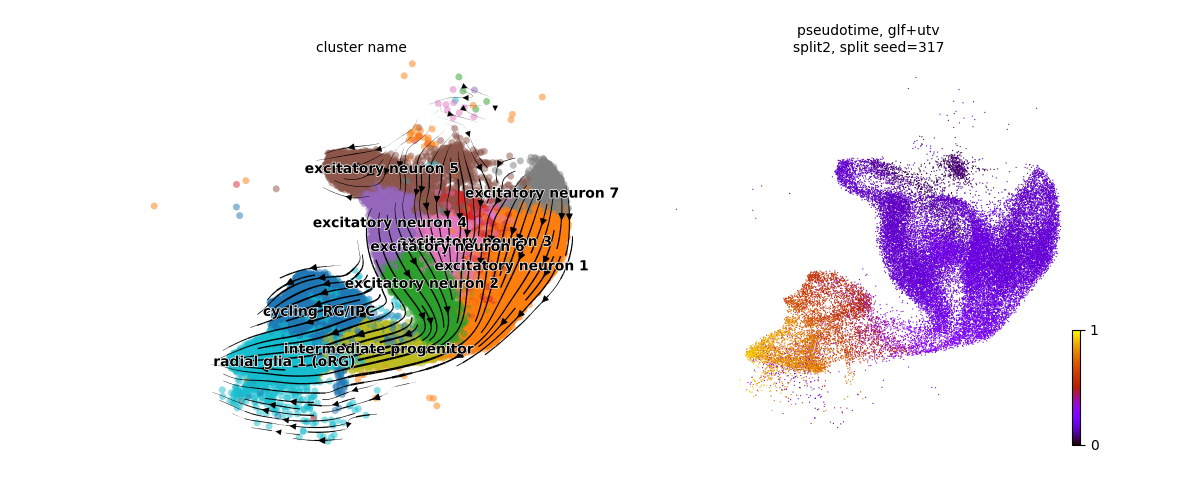 cluster name
excitatory neuron 5
excitatory neuron 7
excitatory neuron 4
excitatory neuron 3
excitatory neuron 6
excitatory neuron 1
excitatory neuron 2
cycling RG/IPC
intermediate progenitor
radial glia 1 (oRG)
pseudotime, glf+utv
split2, split seed=317
1
0